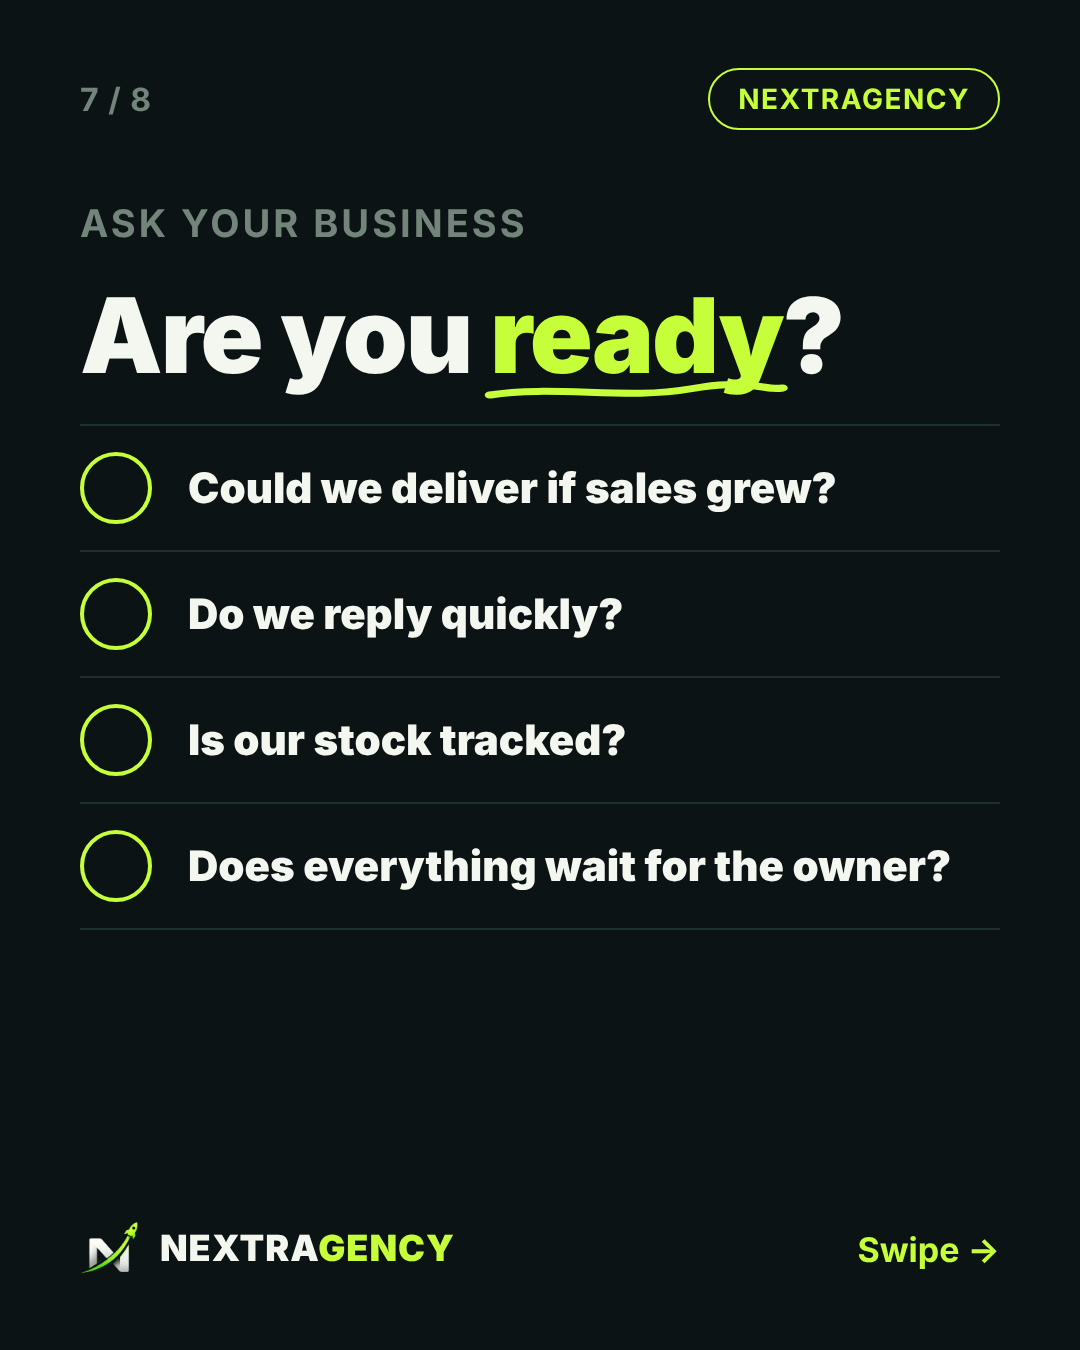 7 / 8
NEXTRAGENCY
ASK YOUR BUSINESS
Are you ready?
Could we deliver if sales grew?
Do we reply quickly?
Is our stock tracked?
Does everything wait for the owner?
NEXTRAGENCY
Swipe →